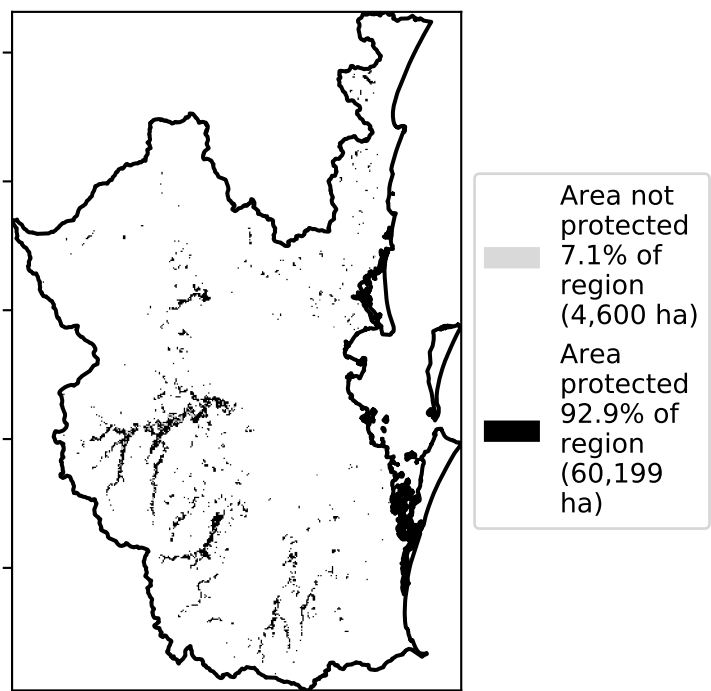 Area not
protected
7.1% of
region
(4,600 ha)
Area
protected
92.9% of
region
(60,199
ha)